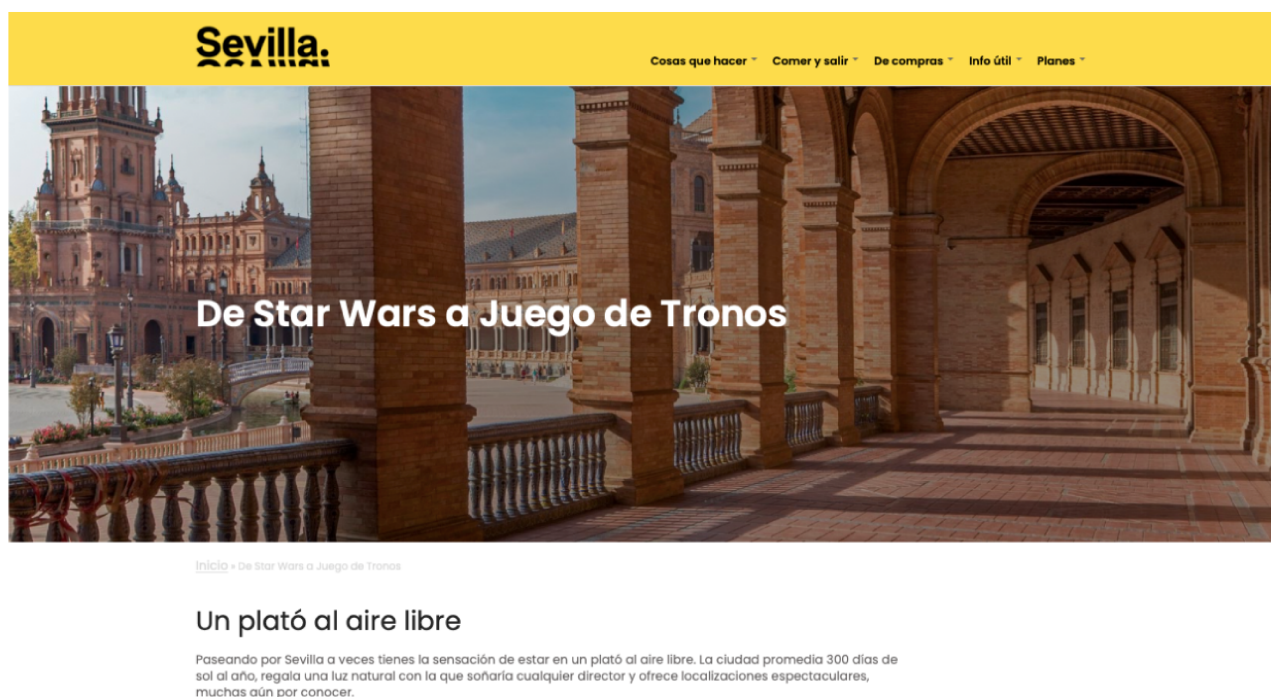 Sevilla.
Cosas que hacer
Comer y salir
De compras
Info útil
Planes
De Star Wars a Juego de Tronos
Inicio » De Star Wars a Juego de Tronos
Un plató al aire libre
Paseando por Sevilla a veces tienes la sensación de estar en un plató al aire libre. La ciudad promedia 300 días de
sol al año, regala una luz natural con la que soñaría cualquier director y ofrece localizaciones espectaculares,
muchas aún por conocer.